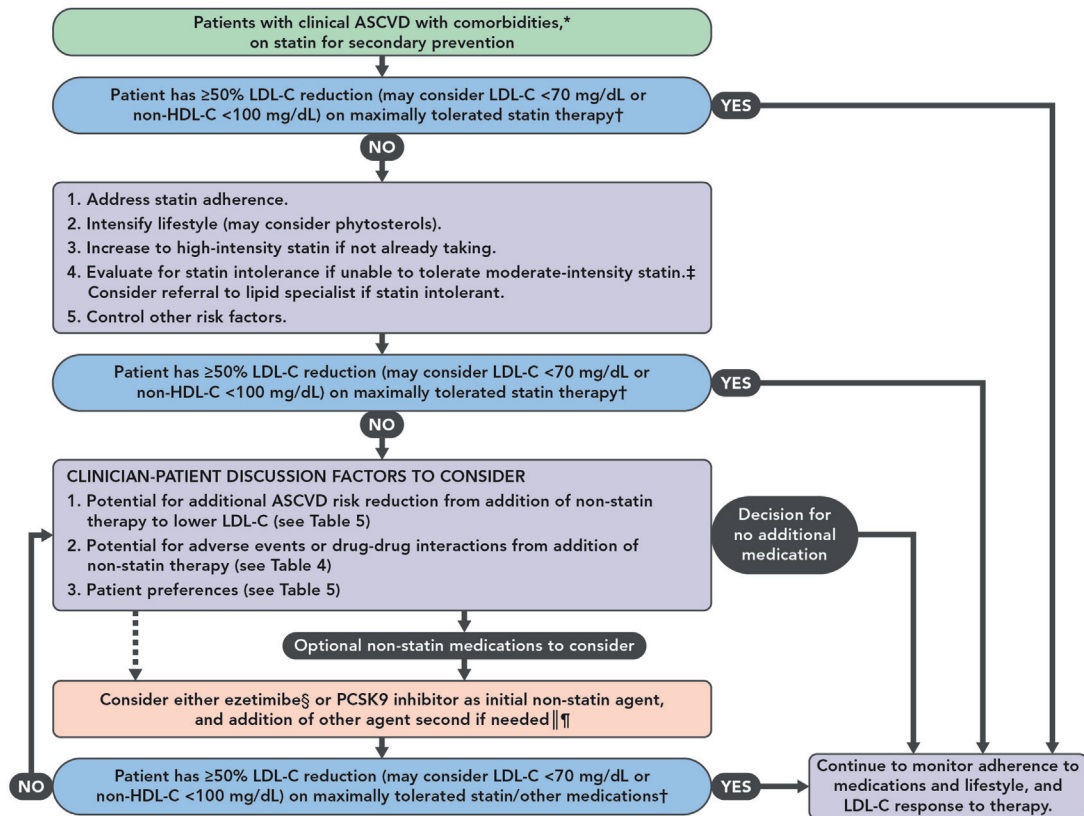 Patients with clinical ASCVD with comorbidities,*
on statin for secondary prevention
Patient has ≥50% LDL-C reduction (may consider LDL-C <70 mg/dL or
non-HDL-C <100 mg/dL) on maximally tolerated statin therapy†
YES
NO
1. Address statin adherence.
2. Intensify lifestyle (may consider phytosterols).
3. Increase to high-intensity statin if not already taking.
4. Evaluate for statin intolerance if unable to tolerate moderate-intensity statin.‡
Consider referral to lipid specialist if statin intolerant.
5. Control other risk factors.
Patient has ≥50% LDL-C reduction (may consider LDL-C <70 mg/dL or
non-HDL-C <100 mg/dL) on maximally tolerated statin therapy†
YES
NO
CLINICIAN-PATIENT DISCUSSION FACTORS TO CONSIDER
1. Potential for additional ASCVD risk reduction from addition of non-statin
therapy to lower LDL-C (see Table 5)
2. Potential for adverse events or drug-drug interactions from addition of
non-statin therapy (see Table 4)
3. Patient preferences (see Table 5)
Decision for
no additional
medication
Optional non-statin medications to consider
Consider either ezetimibe§ or PCSK9 inhibitor as initial non-statin agent,
and addition of other agent second if needed‖¶
NO
Patient has ≥50% LDL-C reduction (may consider LDL-C <70 mg/dL or
non-HDL-C <100 mg/dL) on maximally tolerated statin/other medications†
YES
Continue to monitor adherence to
medications and lifestyle, and
LDL-C response to therapy.